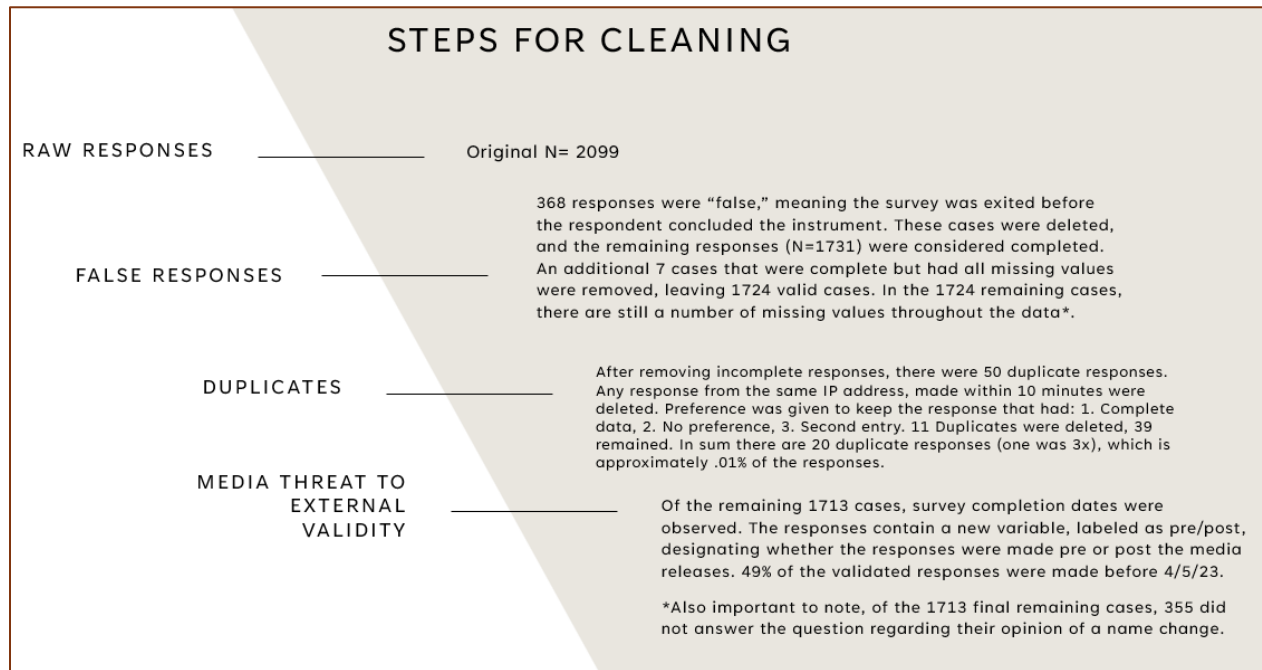 STEPS FOR CLEANING
RAW RESPONSES
Original N= 2099
FALSE RESPONSES
368 responses were “false,” meaning the survey was exited before
the respondent concluded the instrument. These cases were deleted,
and the remaining responses (N=1731) were considered completed.
An additional 7 cases that were complete but had all missing values
were removed, leaving 1724 valid cases. In the 1724 remaining cases,
there are still a number of missing values throughout the data*.
DUPLICATES
After removing incomplete responses, there were 50 duplicate responses.
Any response from the same IP address, made within 10 minutes were
deleted. Preference was given to keep the response that had: 1. Complete
data, 2. No preference, 3. Second entry. 11 Duplicates were deleted, 39
remained. In sum there are 20 duplicate responses (one was 3x), which is
approximately .01% of the responses.
MEDIA THREAT TO
EXTERNAL
VALIDITY
Of the remaining 1713 cases, survey completion dates were
observed. The responses contain a new variable, labeled as pre/post,
designating whether the responses were made pre or post the media
releases. 49% of the validated responses were made before 4/5/23.
*Also important to note, of the 1713 final remaining cases, 355 did
not answer the question regarding their opinion of a name change.